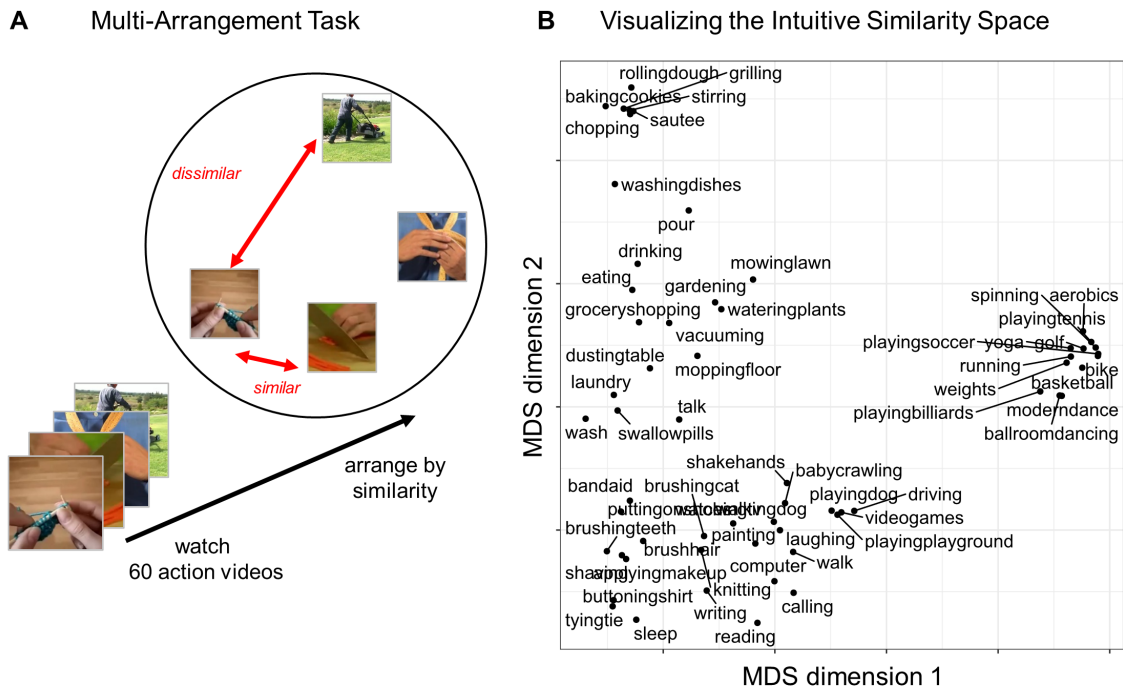 A Multi-Arrangement Task
dissimilar
similar
arrange by
similarity
watch
60 action videos
B Visualizing the Intuitive Similarity Space
rollingdough grilling
bakingcookies stirring
chopping sautee
washingdishes
pour
drinking
mowinglawn
eating gardening
groceryshopping wateringplants
vacuuming
spinning aerobics
playingtennis
playingsoccer yoga golf
dustingtable running bike
laundry moppingfloor weights basketball
talk playingbilliards moderndance
wash swallowpills ballroomdancing
shakehands babycrawling
bandaid brushingcat playingdog driving
videogames
brushingteeth painting laughing playingplayground
brushhair walk
shaving applyingmakeup computer
buttoningshirt knitting
writing calling
tyingtie
sleep reading
MDS dimension 2
MDS dimension 1